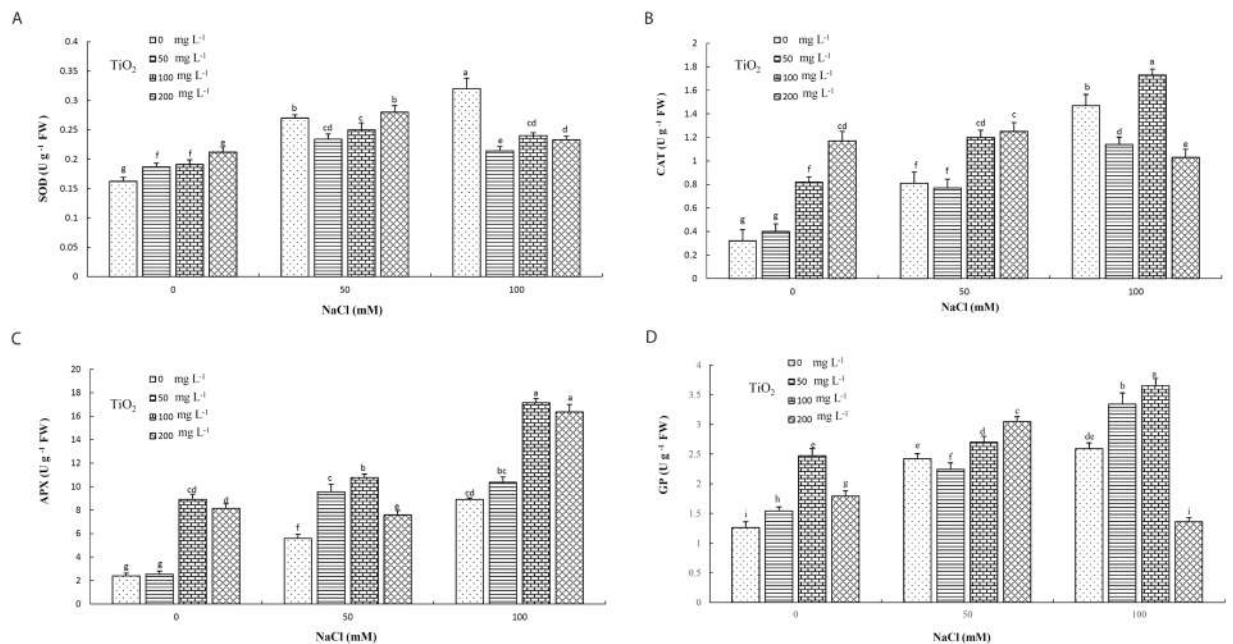 A
TiO2
0 mg L-1
50 mg L-1
100 mg L-1
200 mg L-1
SOD (U g-1 FW)
0.4
0.35
0.3
0.25
0.2
0.15
0.1
0.05
0
g f f e
b cd c b
a e cd d
0 50 100
NaCl (mM)
B
TiO2
0 mg L-1
50 mg L-1
100 mg L-1
200 mg L-1
CAT (U g-1 FW)
2
1.8
1.6
1.4
1.2
1
0.8
0.6
0.4
0.2
0
g g f cd
f f cd c
b d a e
0 50 100
NaCl (mM)
C
TiO2
0 mg L-1
50 mg L-1
100 mg L-1
200 mg L-1
APX (U g-1 FW)
20
18
16
14
12
10
8
6
4
2
0
g g cd d
f c b e
cd bc a a
0 50 100
NaCl (mM)
D
TiO2
0 mg L-1
50 mg L-1
100 mg L-1
200 mg L-1
GP (U g-1 FW)
4
3.5
3
2.5
2
1.5
1
0.5
0
i h e g
e f d c
de b a i
0 50 100
NaCl (mM)